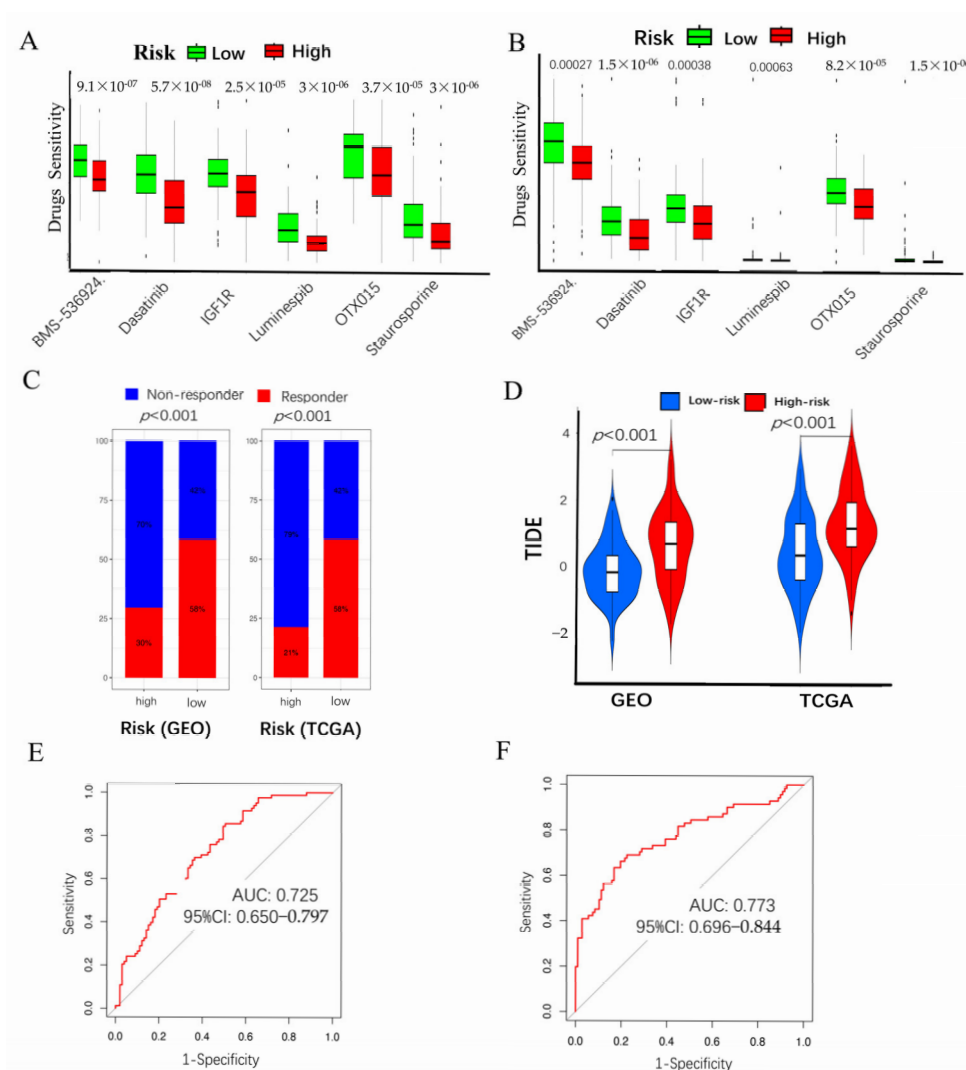 A
Risk Low High
9.1×10⁻⁰⁷ 5.7×10⁻⁰⁸ 2.5×10⁻⁰⁵ 3×10⁻⁰⁶ 3.7×10⁻⁰⁵ 3×10⁻⁰⁶
Drugs Sensitivity
BMS-536924.
Dasatinib
IGF1R
Luminespib
OTX015
Staurosporine
B
Risk Low High
0.00027 1.5×10⁻⁰⁶ 0.00038 0.00063 8.2×10⁻⁰⁵
Drugs Sensitivity
BMS-536924.
Dasatinib
IGF1R
Luminespib
OTX015
Staurosporine
C
Non-responder Responder
p<0.001 p<0.001
100
75
50
25
0
42%
58%
30%
high low
Risk (GEO)
100
75
50
25
0
79%
58%
21%
high low
Risk (TCGA)
D
Low-risk High-risk
p<0.001 p<0.001
TIDE
4
2
0
−2
GEO TCGA
E
Sensitivity
1.0
0.8
0.6
0.4
0.2
0.0
AUC: 0.725
95%CI: 0.650−0.797
0.0 0.2 0.4 0.6 0.8 1.0
1-Specificity
F
Sensitivity
1.0
0.8
0.6
0.4
0.2
0.0
AUC: 0.773
95%CI: 0.696−0.844
0.0 0.2 0.4 0.6 0.8 1.0
1-Specificity